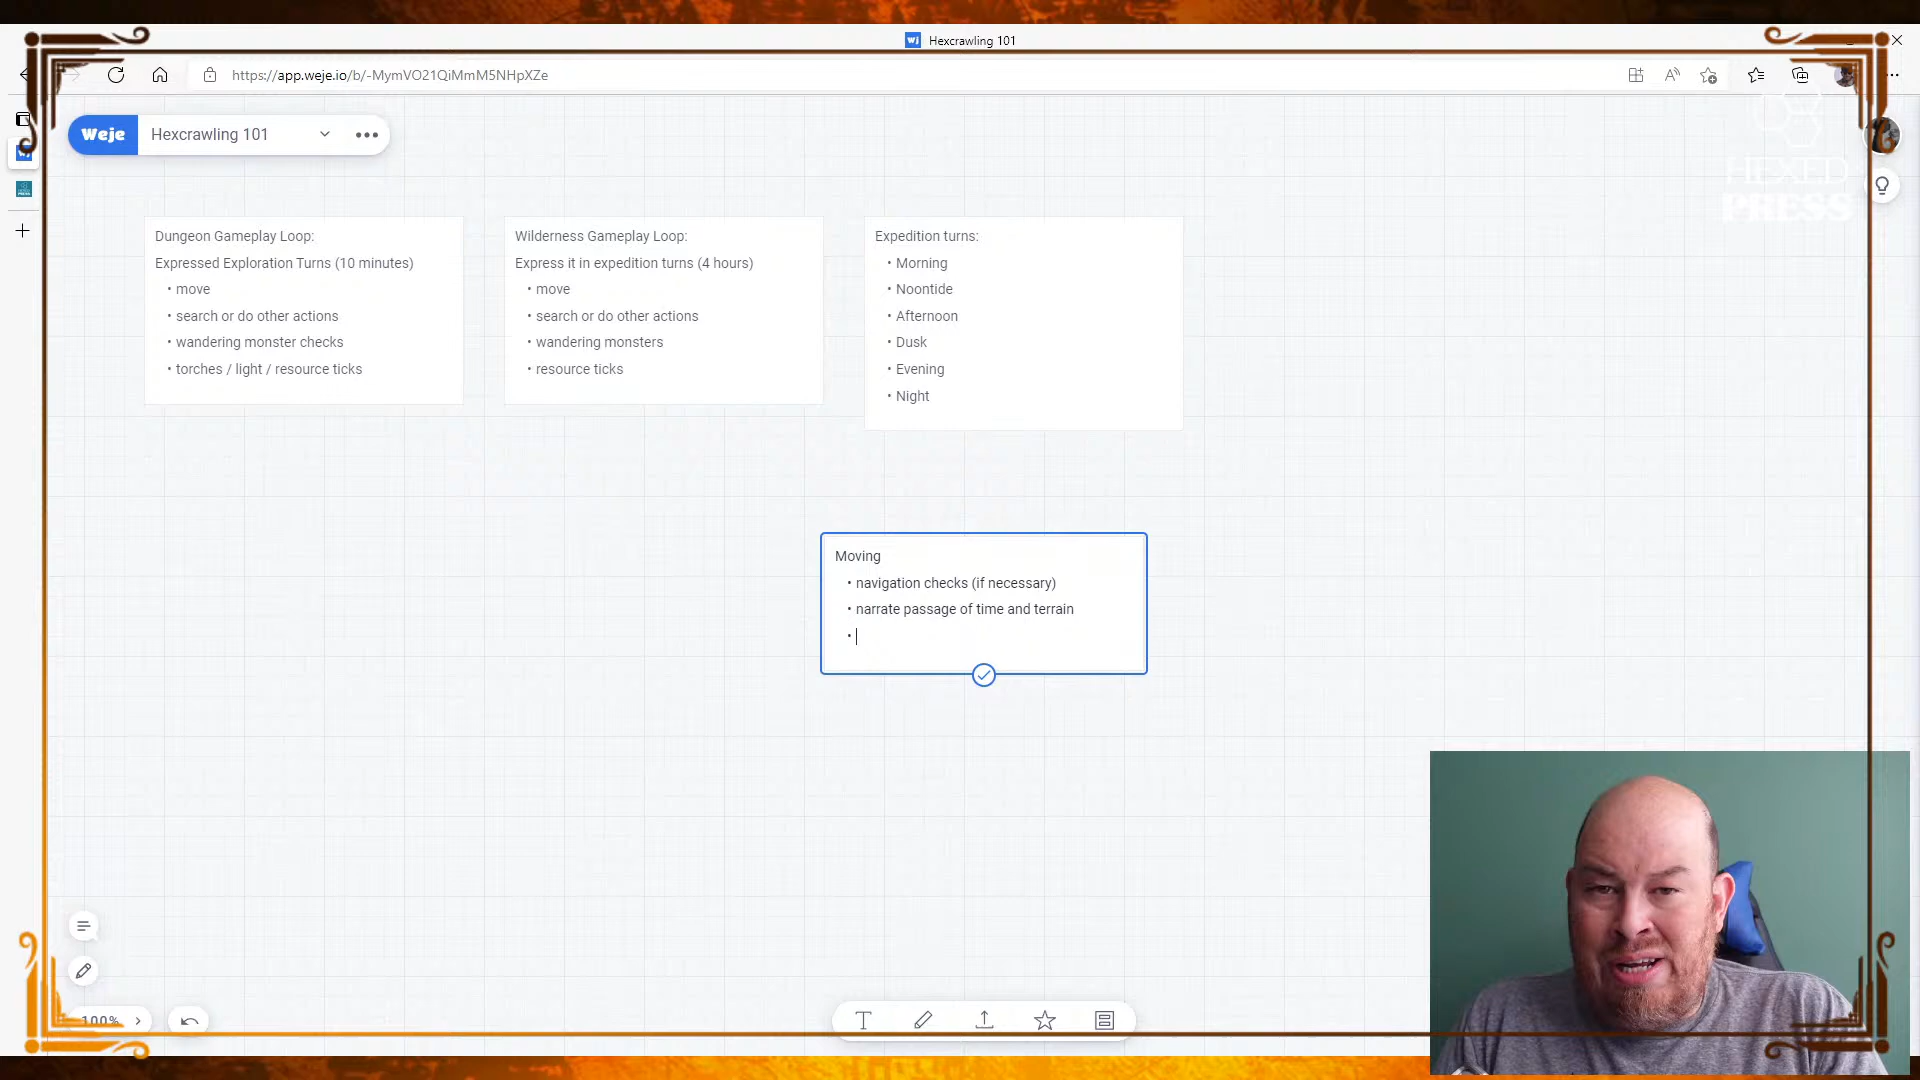 Hexcrawling 101
https://app.weje.io/b/-MymVO21QiMmM5NHpXZe
Weje
Hexcrawling 101
HEXED
PRESS
Dungeon Gameplay Loop:
Expressed Exploration Turns (10 minutes)
• move
• search or do other actions
• wandering monster checks
• torches / light / resource ticks
Wilderness Gameplay Loop:
Express it in expedition turns (4 hours)
• move
• search or do other actions
• wandering monsters
• resource ticks
Expedition turns:
• Morning
• Noontide
• Afternoon
• Dusk
• Evening
• Night
Moving
• navigation checks (if necessary)
• narrate passage of time and terrain
•
100%